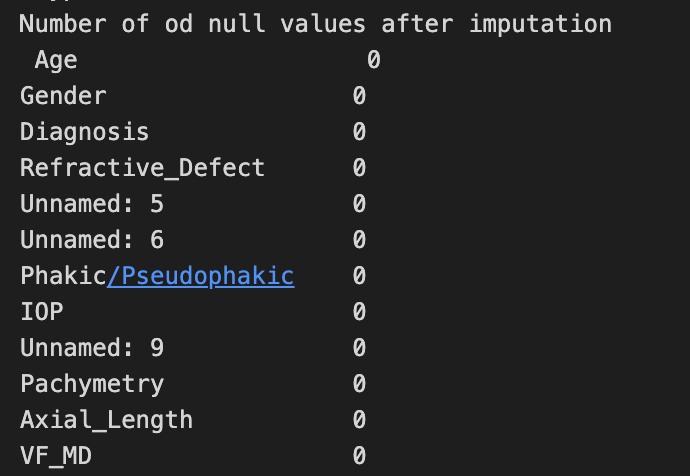 Number of od null values after imputation
Age 0
Gender 0
Diagnosis 0
Refractive_Defect 0
Unnamed: 5 0
Unnamed: 6 0
Phakic/Pseudophakic 0
IOP 0
Unnamed: 9 0
Pachymetry 0
Axial_Length 0
VF_MD 0